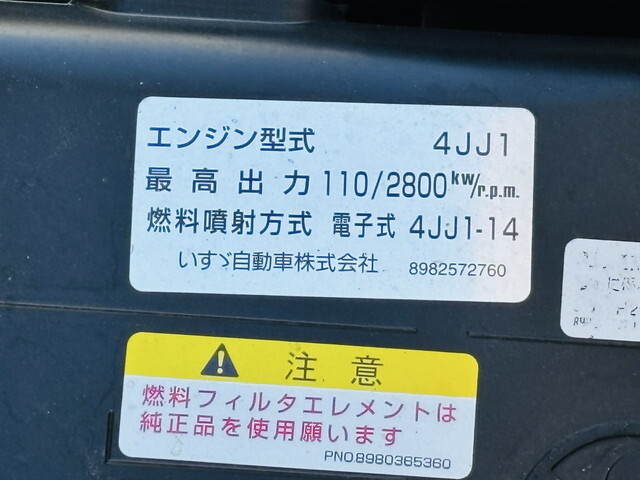 エンジン型式 4JJ1
最高出力 110/2800 kw/r.p.m.
燃料噴射方式 電子式 4JJ1-14
いすゞ自動車株式会社 8982572760
注意
燃料フィルタエレメントは
純正品を使用願います
PNO.8980365360